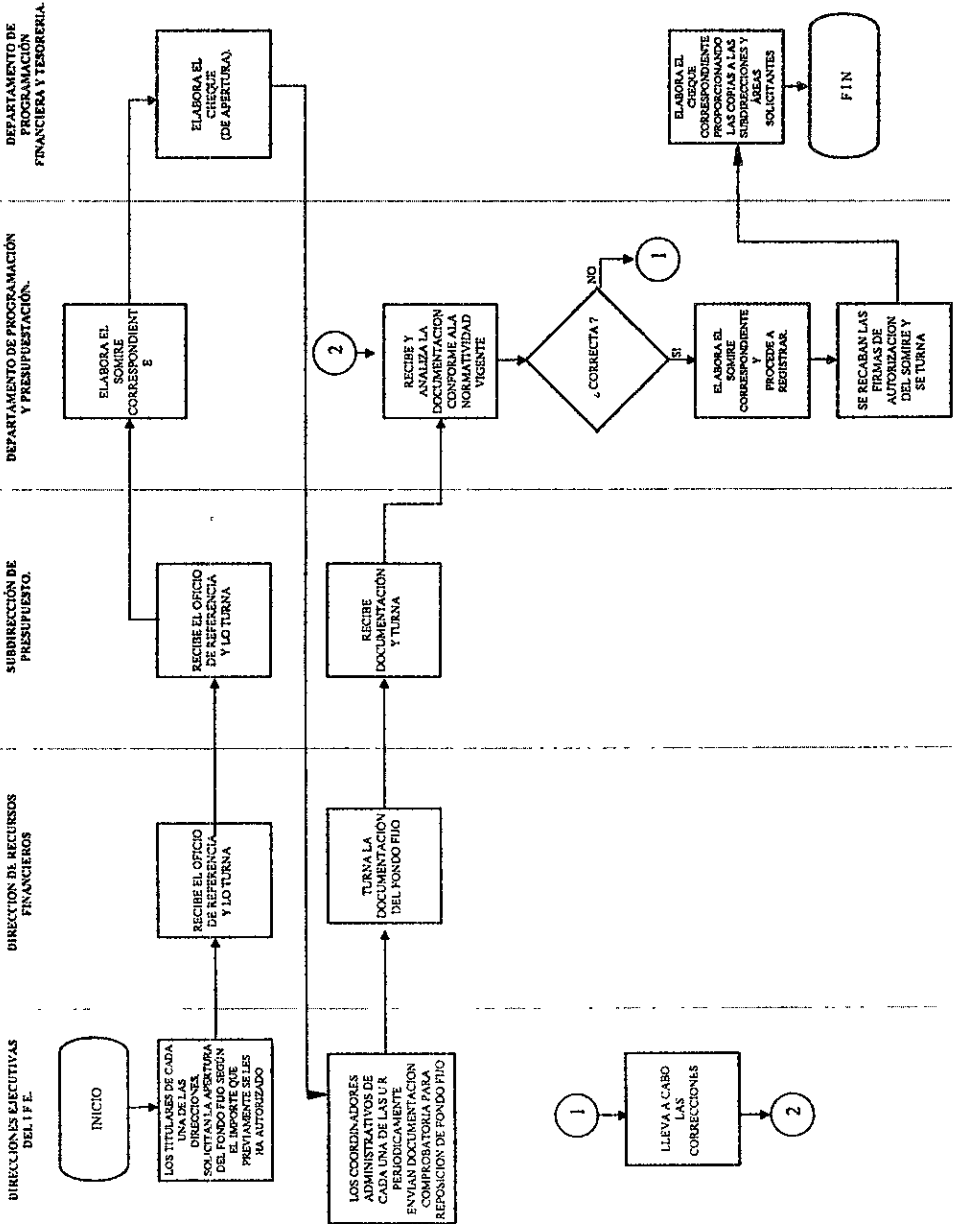 DIRECCIONES EJECUTIVAS
DEL I F E.
DIRECCION DE RECURSOS
FINANCIEROS
SUBDIRECCIÓN DE
PRESUPUESTO.
DEPARTAMENTO DE PROGRAMACIÓN
Y PRESUPUESTACIÓN.
DEPARTAMENTO DE
PROGRAMACIÓN
FINANCIERA Y TESORERIA.
INICIO
LOS TITULARES DE CADA
UNA DE LAS
DIRECCIONES,
SOLICITAN LA APERTURA
DEL FONDO FIJO SEGÚN
EL IMPORTE QUE
PREVIAMENTE SE LES
HA AUTORIZADO
RECIBE EL OFICIO
DE REFERENCIA
Y LO TURNA
RECIBE EL OFICIO
DE REFERENCIA
Y LO TURNA
ELABORA EL
SOMIRE
CORRESPONDIENT
E
ELABORA EL
CHEQUE
(DE APERTURA).
LOS COORDINADORES
ADMINISTRATIVOS DE
CADA UNA DE LAS U R
PERIODICAMENTE
ENVIAN DOCUMENTACION
COMPROBATORIA PARA
REPOSICION DE FONDO FIJO
TURNA LA
DOCUMENTACIÓN
DEL FONDO FIJO
RECIBE
DOCUMENTACIÓN
Y TURNA
2
RECIBE Y
ANALIZA LA
DOCUMENTACION
CONFORME ALA
NORMATIVIDAD
VIGENTE
¿CORRECTA?
NO
1
SI
ELABORA EL
SOMIRE
CORRESPONDIENTE
Y
PROCEDE A
REGISTRAR.
SE RECABAN LAS
FIRMAS DE
AUTORIZACION
DEL SOMIRE Y
SE TURNA
ELABORA EL
CHEQUE
CORRESPONDIENTE
PROPORCIONANDO
LAS COPIAS A LAS
SUBDIRECCIONES Y
ÁREAS
SOLICITANTES
FIN
1
LLEVA A CABO
LAS
CORRECCIONES
2